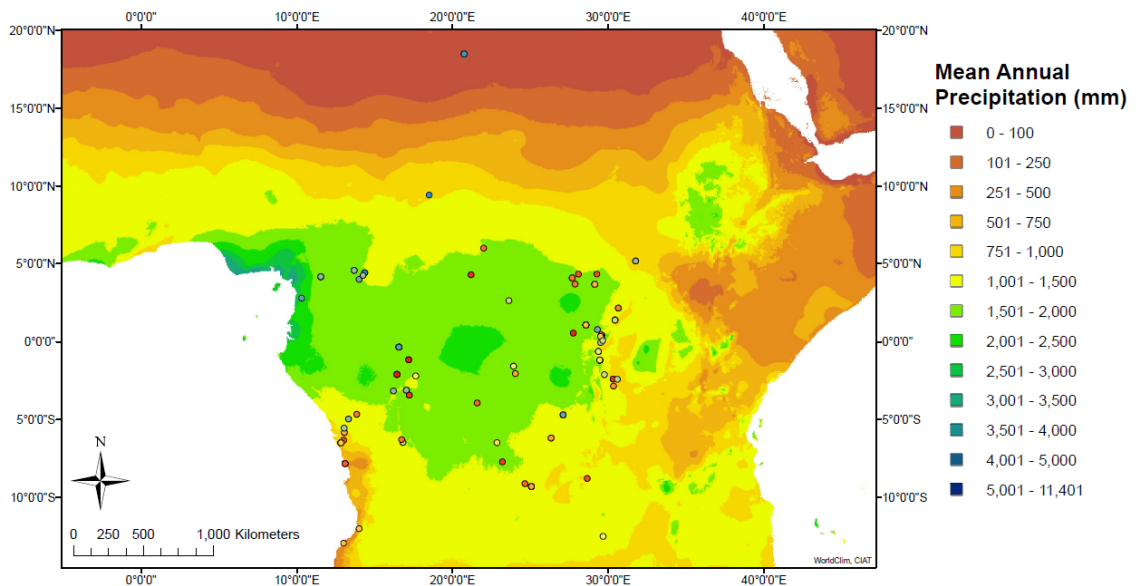 0°0'0"
10°0'0"E
20°0'0"E
30°0'0"E
40°0'0"E
20°0'0"N
20°0'0"N
15°0'0"N
15°0'0"N
10°0'0"N
10°0'0"N
5°0'0"N
5°0'0"N
0°0'0"
0°0'0"
5°0'0"S
5°0'0"S
10°0'0"S
10°0'0"S
N
0 250 500 1,000 Kilometers
WorldClim, CIAT
0°0'0"
10°0'0"E
20°0'0"E
30°0'0"E
40°0'0"E
Mean Annual
Precipitation (mm)
0 - 100
101 - 250
251 - 500
501 - 750
751 - 1,000
1,001 - 1,500
1,501 - 2,000
2,001 - 2,500
2,501 - 3,000
3,001 - 3,500
3,501 - 4,000
4,001 - 5,000
5,001 - 11,401